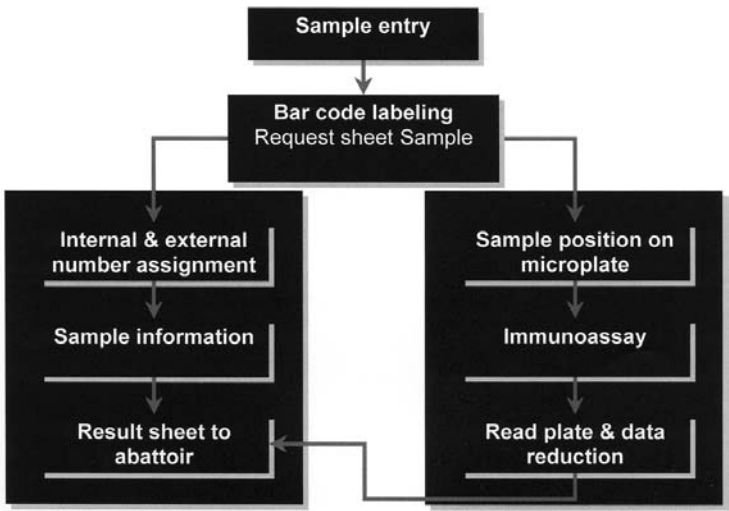 Sample entry
Bar code labeling
Request sheet Sample
Internal & external
number assignment
Sample information
Result sheet to
abattoir
Sample position on
microplate
Immunoassay
Read plate & data
reduction